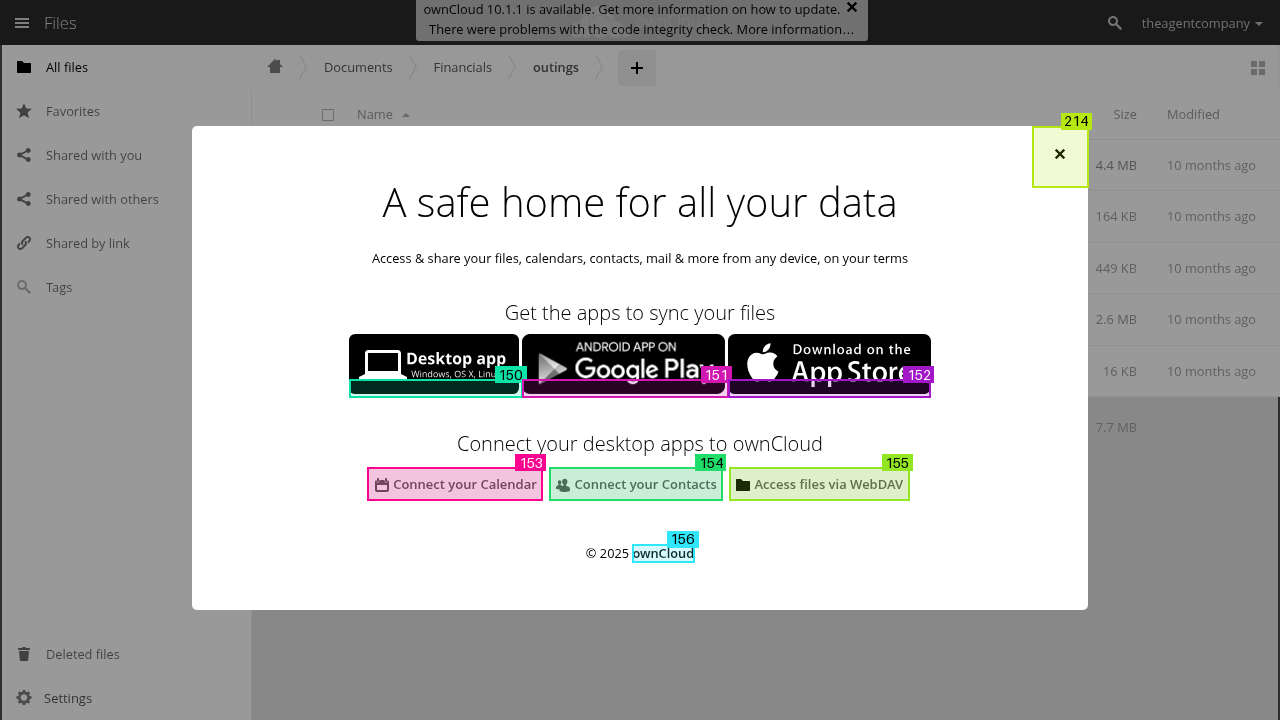 ownCloud 10.1.1 is available. Get more information on how to update.
There were problems with the code integrity check. More information…
Files
theagentcompany
All files
Favorites
Shared with you
Shared with others
Shared by link
Tags
Deleted files
Settings
Documents
Financials
outings
+
Name
Size
Modified
4.4 MB
10 months ago
164 KB
10 months ago
449 KB
10 months ago
2.6 MB
10 months ago
16 KB
10 months ago
7.7 MB
214
A safe home for all your data
Access & share your files, calendars, contacts, mail & more from any device, on your terms
Get the apps to sync your files
Desktop app
Windows, OS X, Linu
150
ANDROID APP ON
Google Play
151
Download on the
App Store
152
Connect your desktop apps to ownCloud
153
Connect your Calendar
154
Connect your Contacts
155
Access files via WebDAV
156
© 2025 ownCloud